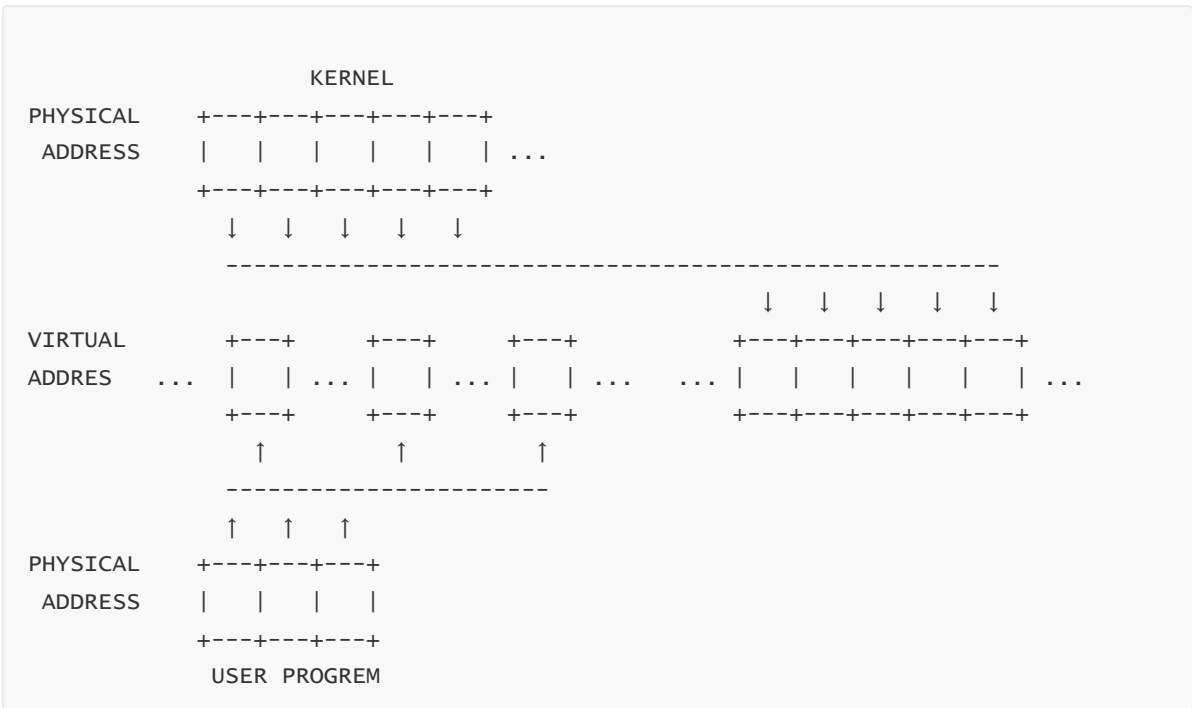 KERNEL
PHYSICAL +---+---+---+---+---+
ADDRESS | | | | | | ...
+---+---+---+---+---+
↓ ↓ ↓ ↓ ↓
-------------------------------------------------------
↓ ↓ ↓ ↓ ↓
VIRTUAL +---+ +---+ +---+ +---+---+---+---+---+
ADDRES ... | | ... | | ... | | ... ... | | | | | | ...
+---+ +---+ +---+ +---+---+---+---+---+
↑ ↑ ↑
-----------------------
↑ ↑ ↑
PHYSICAL +---+---+---+
ADDRESS | | | |
+---+---+---+
USER PROGREM